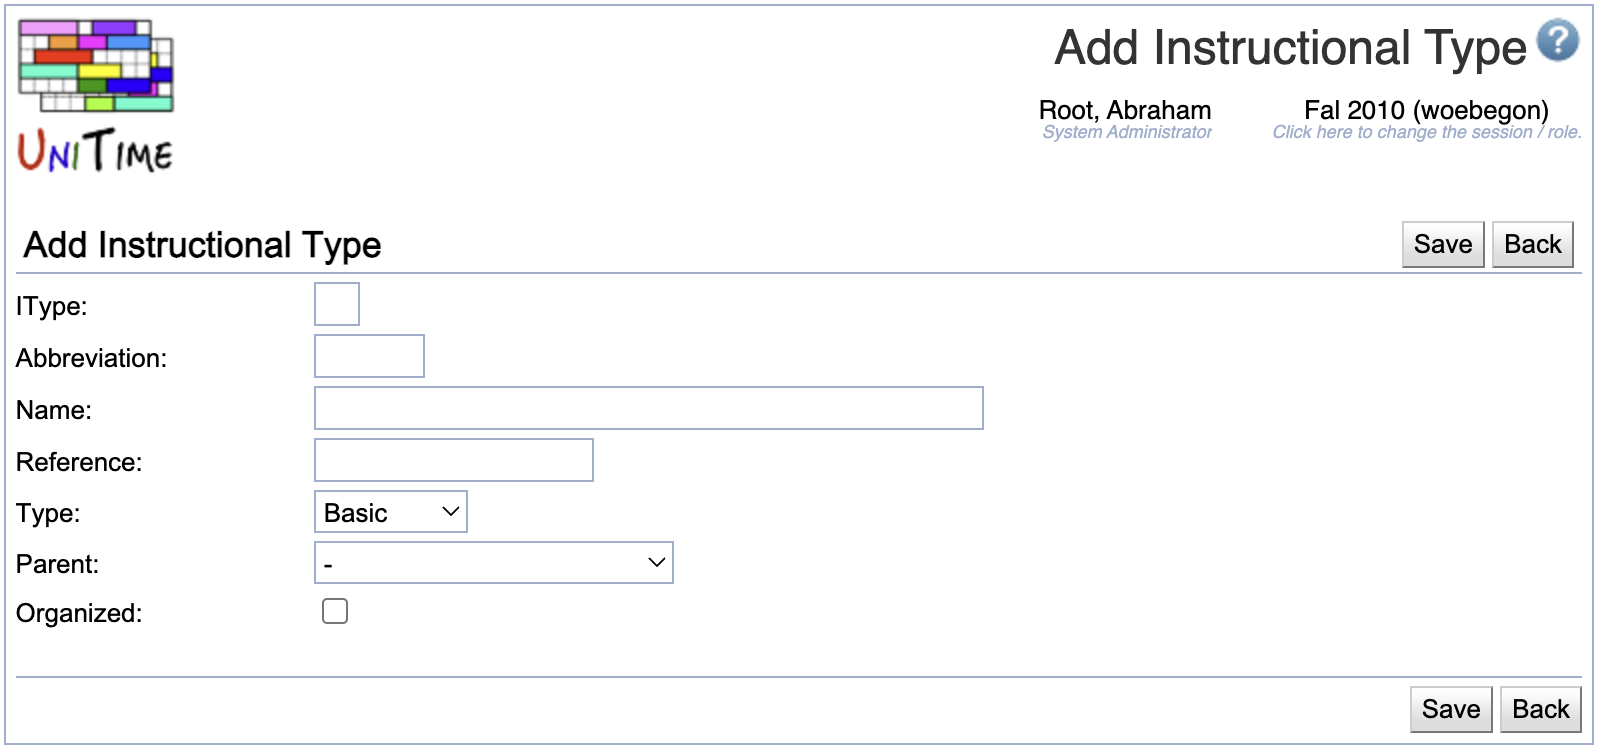 Add Instructional Type ?
UNITIME
Root, Abraham
System Administrator
Fal 2010 (woebegon)
Click here to change the session / role.
Add Instructional Type
Save Back
IType:
Abbreviation:
Name:
Reference:
Type: Basic
Parent: -
Organized:
Save Back